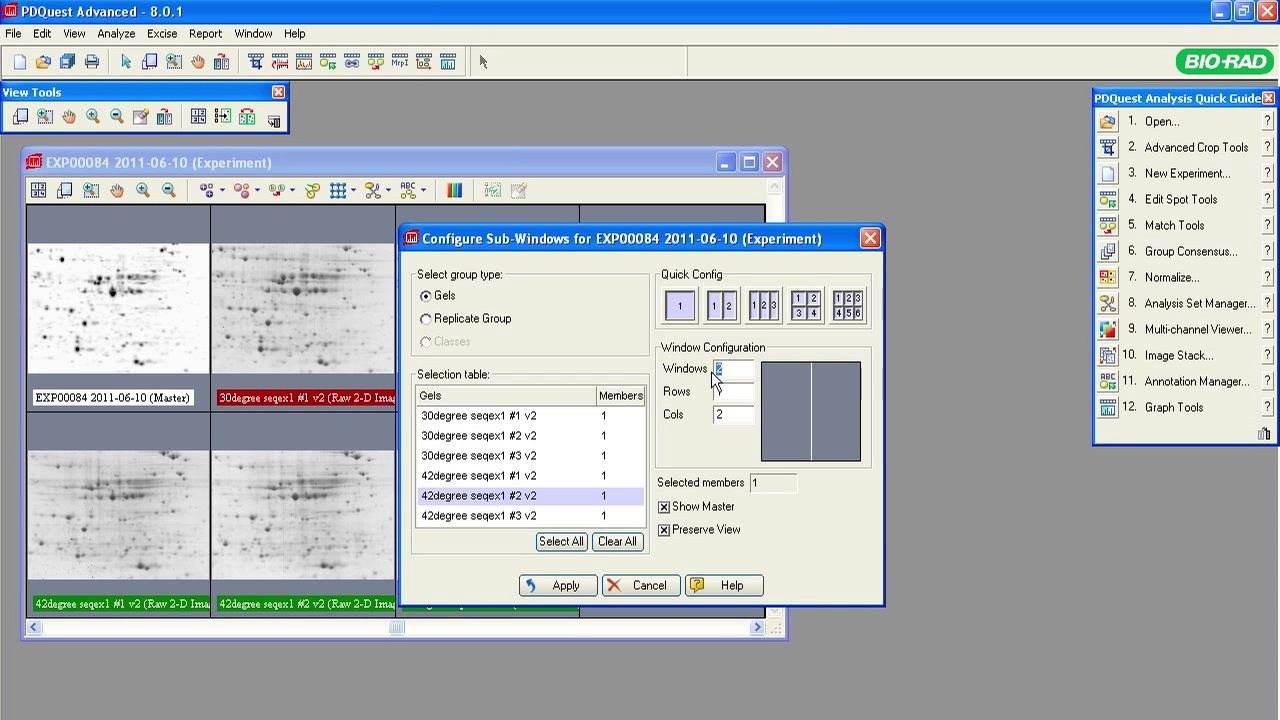 PDQuest Advanced - 8.0.1
File Edit View Analyze Excise Report Window Help
BIO-RAD
View Tools
PDQuest Analysis Quick Guide
1. Open... ?
2. Advanced Crop Tools ?
3. New Experiment... ?
4. Edit Spot Tools ?
5. Match Tools ?
6. Group Consensus... ?
7. Normalize... ?
8. Analysis Set Manager... ?
9. Multi-channel Viewer... ?
10. Image Stack... ?
11. Annotation Manager... ?
12. Graph Tools ?
EXP00084 2011-06-10 (Experiment)
EXP00084 2011-06-10 (Master)
30degree seqex1 #1 v2 (Raw 2-D Ima
42degree seqex1 #1 v2 (Raw 2-D Ima
42degree seqex1 #2 v2 (Raw 2-D Ima
Configure Sub-Windows for EXP00084 2011-06-10 (Experiment)
Select group type:
Gels
Replicate Group
Classes
Selection table:
Gels Members
30degree seqex1 #1 v2 1
30degree seqex1 #2 v2 1
30degree seqex1 #3 v2 1
42degree seqex1 #1 v2 1
42degree seqex1 #2 v2 1
42degree seqex1 #3 v2 1
Select All Clear All
Quick Config
1
1 2
1 2 3
1 2 3 4
1 2 3 4 5 6
Window Configuration
Windows 2
Rows
Cols 2
Selected members 1
Show Master
Preserve View
Apply Cancel Help